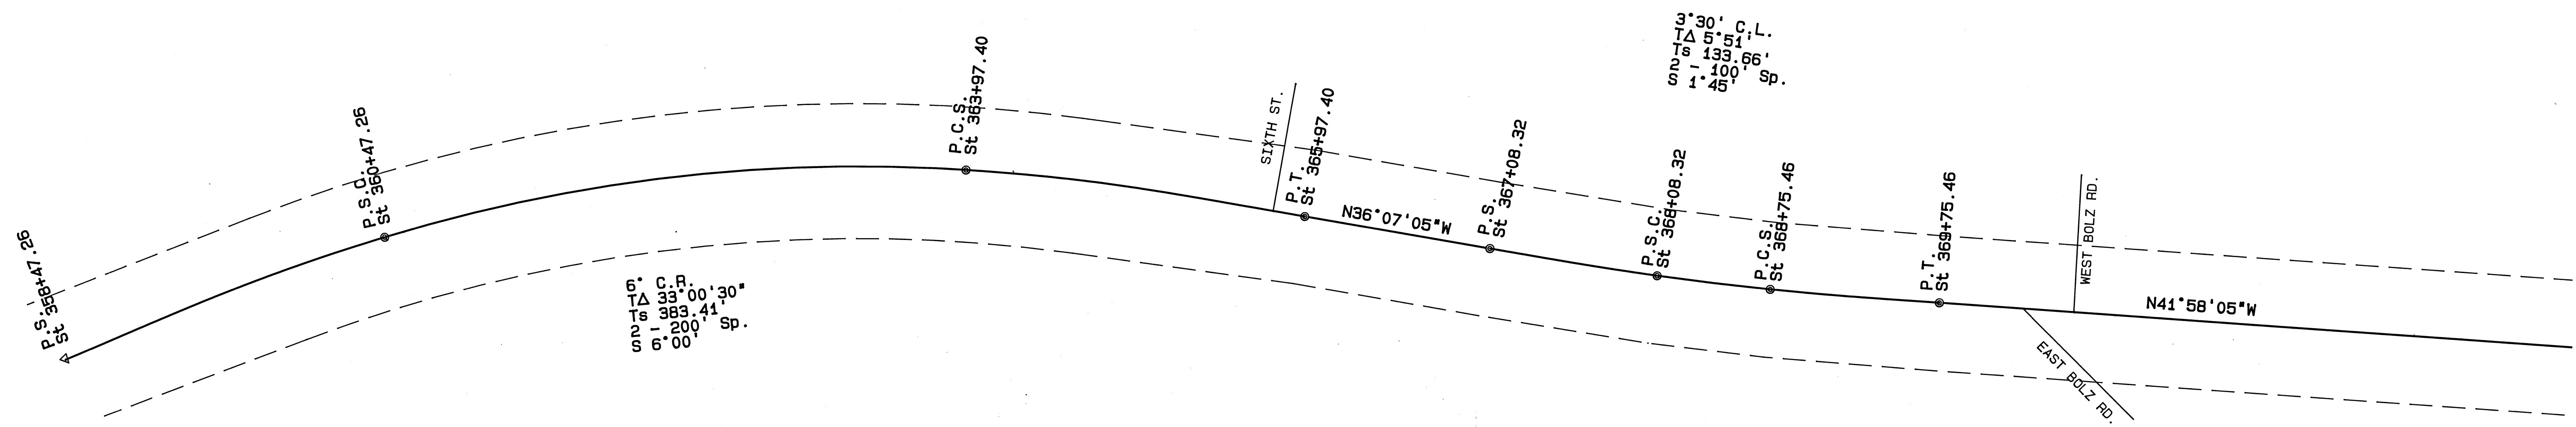 P.S.
St 358+47.26
P.S.C.
St 360+47.26
6° C.R.
TΔ 33°00'30"
Ts 383.41'
2 - 200' Sp.
S 6°00'
P.C.S.
St 363+97.40
SIXTH ST.
P.T.
St 365+97.40
N36°07'05"W
P.S.
St 367+08.32
3°30' C.L.
TΔ 5°51'
Ts 133.66'
2 - 100' Sp.
S 1°45'
P.S.C.
St 368+08.32
P.C.S.
St 368+75.46
P.T.
St 369+75.46
WEST BOLZ RD.
EAST BOLZ RD.
N41°58'05"W